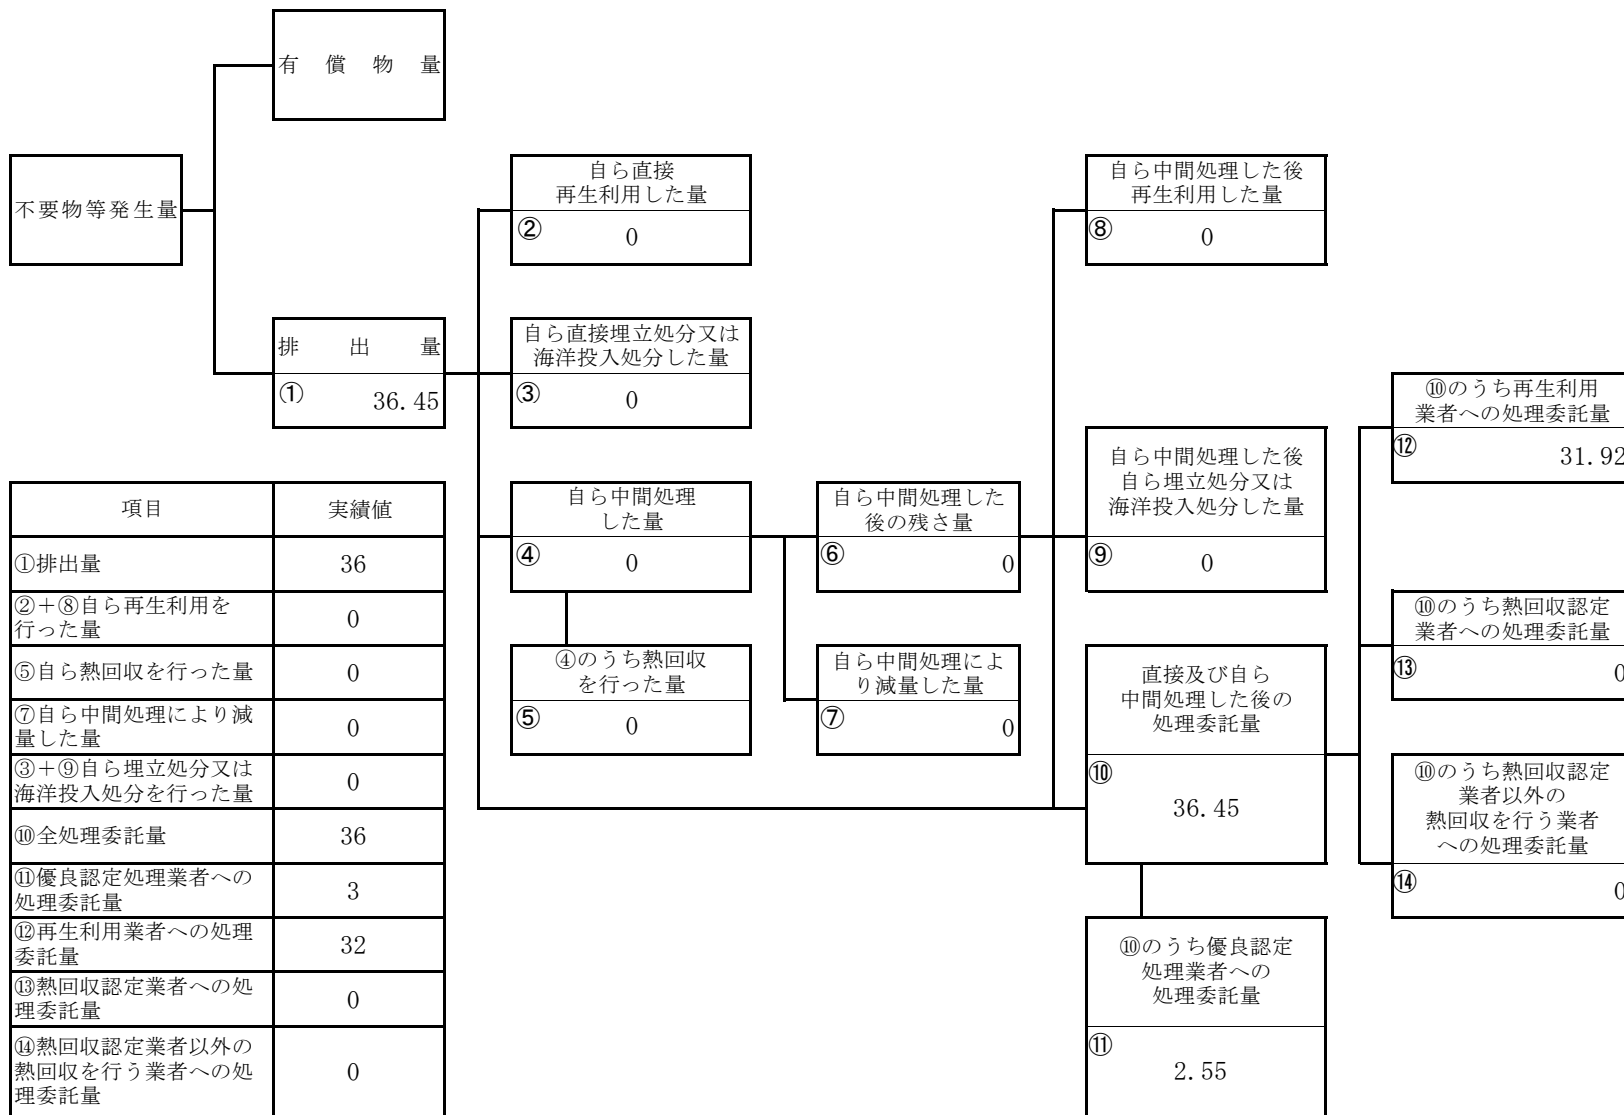 有償物量
不要物等発生量
排出量
① 36.45
自ら直接
再生利用した量
② 0
自ら直接埋立処分又は
海洋投入処分した量
③ 0
自ら中間処理
した量
④ 0
④のうち熱回収
を行った量
⑤ 0
自ら中間処理した
後の残さ量
⑥ 0
自ら中間処理によ
り減量した量
⑦ 0
自ら中間処理した後
再生利用した量
⑧ 0
自ら中間処理した後
自ら埋立処分又は
海洋投入処分した量
⑨ 0
直接及び自ら
中間処理した後の
処理委託量
⑩
36.45
⑩のうち優良認定
処理業者への
処理委託量
⑪
2.55
⑩のうち再生利用
業者への処理委託量
⑫ 31.92
⑩のうち熱回収認定
業者への処理委託量
⑬ 0
⑩のうち熱回収認定
業者以外の
熱回収を行う業者
への処理委託量
⑭ 0
項目 実績値
①排出量 36
②+⑧自ら再生利用を
行った量 0
⑤自ら熱回収を行った量 0
⑦自ら中間処理により減
量した量 0
③+⑨自ら埋立処分又は
海洋投入処分を行った量 0
⑩全処理委託量 36
⑪優良認定処理業者への
処理委託量 3
⑫再生利用業者への処理
委託量 32
⑬熱回収認定業者への処
理委託量 0
⑭熱回収認定業者以外の
熱回収を行う業者への処
理委託量 0